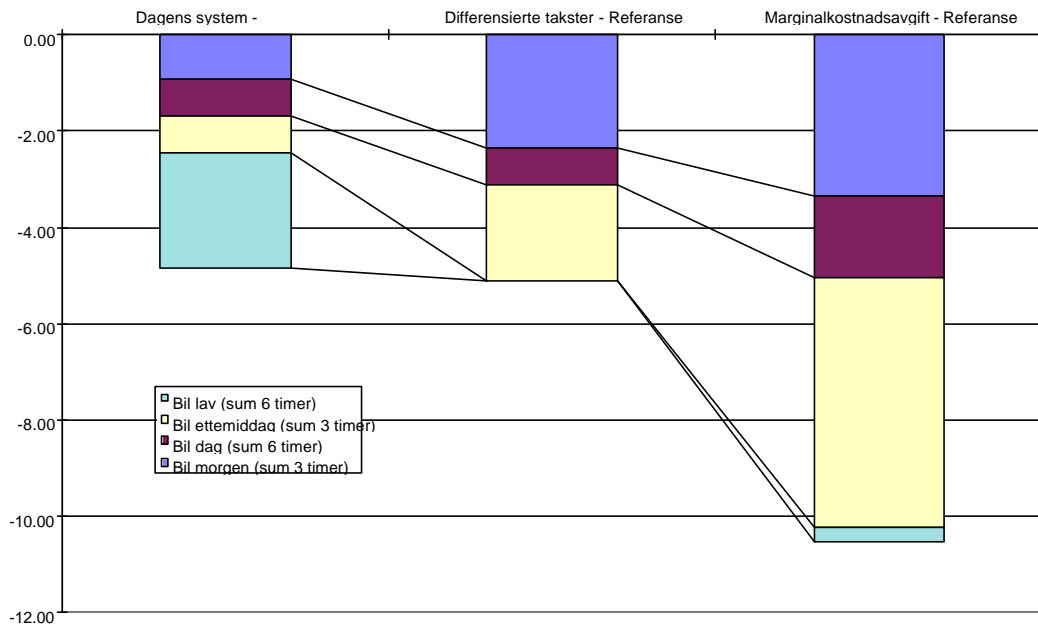 Dagens system -
Differensierte takster - Referanse
Marginalkostnadsavgift - Referanse
0.00
-2.00
-4.00
-6.00
-8.00
-10.00
-12.00
Bil lav (sum 6 timer)
Bil ettemiddag (sum 3 timer)
Bil dag (sum 6 timer)
Bil morgen (sum 3 timer)